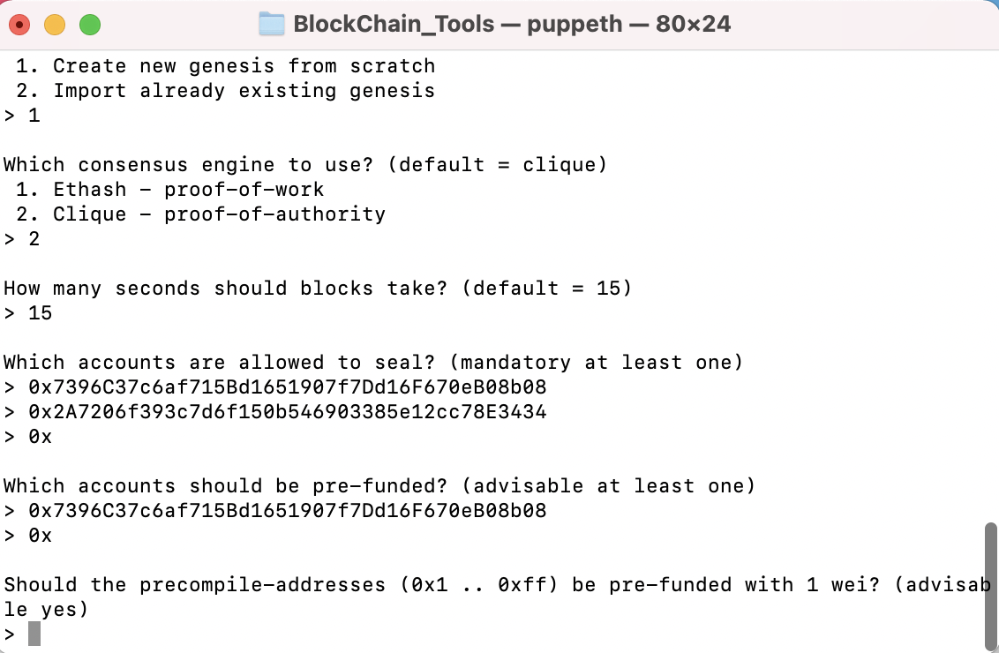 BlockChain_Tools — puppeth — 80×24
1. Create new genesis from scratch
2. Import already existing genesis
> 1
Which consensus engine to use? (default = clique)
1. Ethash - proof-of-work
2. Clique - proof-of-authority
> 2
How many seconds should blocks take? (default = 15)
> 15
Which accounts are allowed to seal? (mandatory at least one)
> 0x7396C37c6af715Bd1651907f7Dd16F670eB08b08
> 0x2A7206f393c7d6f150b546903385e12cc78E3434
> 0x
Which accounts should be pre-funded? (advisable at least one)
> 0x7396C37c6af715Bd1651907f7Dd16F670eB08b08
> 0x
Should the precompile-addresses (0x1 .. 0xff) be pre-funded with 1 wei? (advisab
le yes)
>